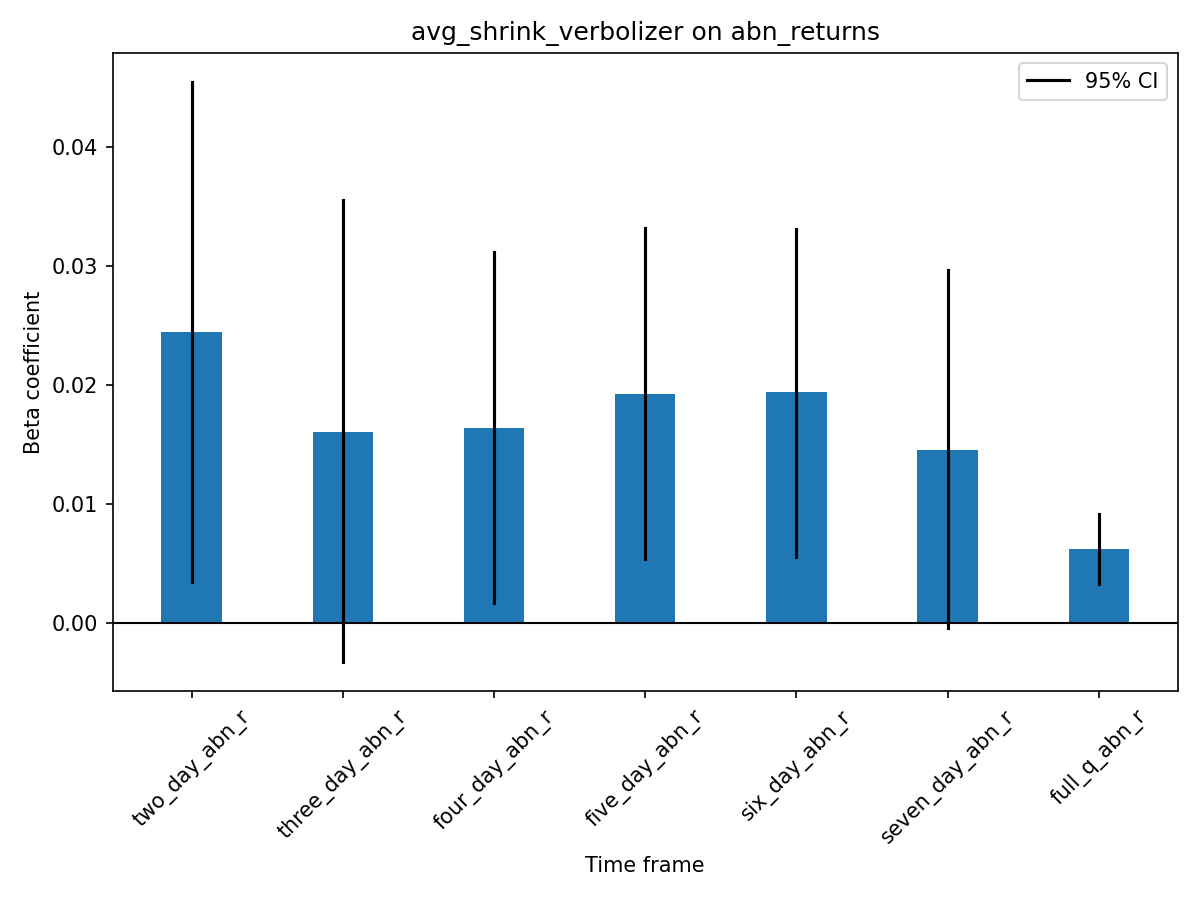 avg_shrink_verbolizer on abn_returns
95% CI
0.04
0.03
0.02
0.01
0.00
Beta coefficient
two_day_abn_r
three_day_abn_r
four_day_abn_r
five_day_abn_r
six_day_abn_r
seven_day_abn_r
full_q_abn_r
Time frame